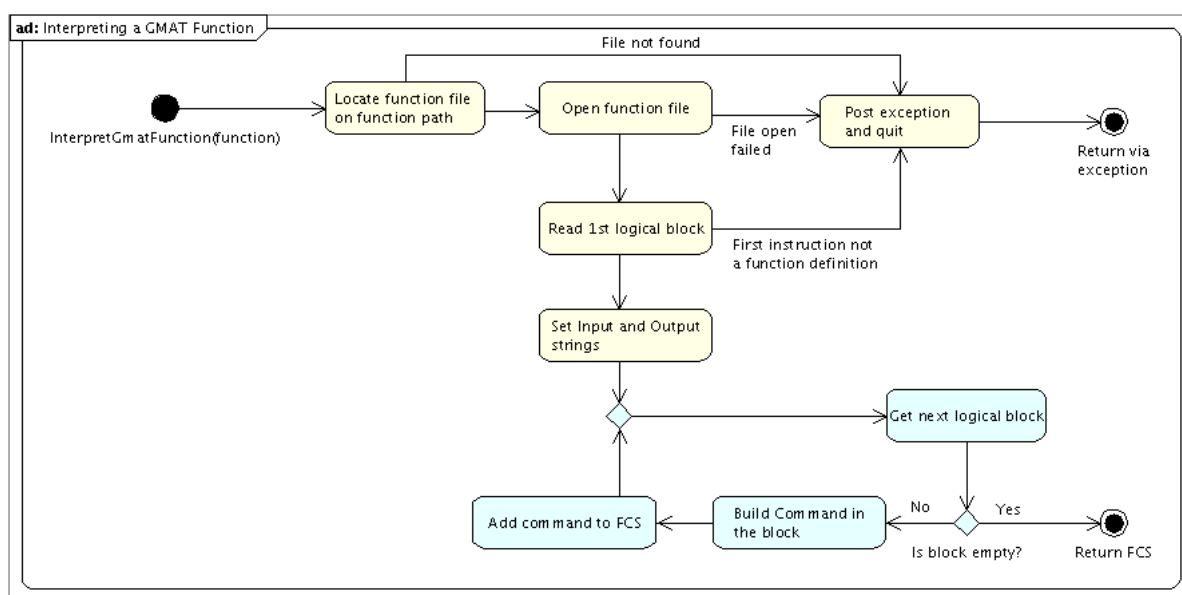 ad: Interpreting a GMAT Function
File not found
Locate function file
on function path
Open function file
Post exception
and quit
InterpretGmatFunction(function)
File open
failed
Return via
exception
Read 1st logical block
First instruction not
a function definition
Set Input and Output
strings
Get next logical block
Add command to FCS
Build Command in
the block
No
Yes
Is block empty?
Return FCS